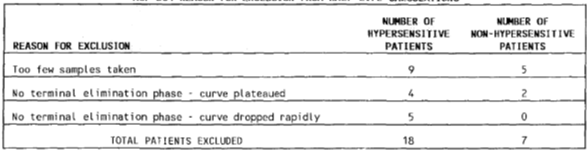 REASON FOR EXCLUSION NUMBER OF HYPERSENSITIVE PATIENTS NUMBER OF NON-HYPERSENSITIVE PATIENTS
Too few samples taken 9 5
No terminal elimination phase - curve plateaued 4 2
No terminal elimination phase - curve dropped rapidly 5 0
TOTAL PATIENTS EXCLUDED 18 7